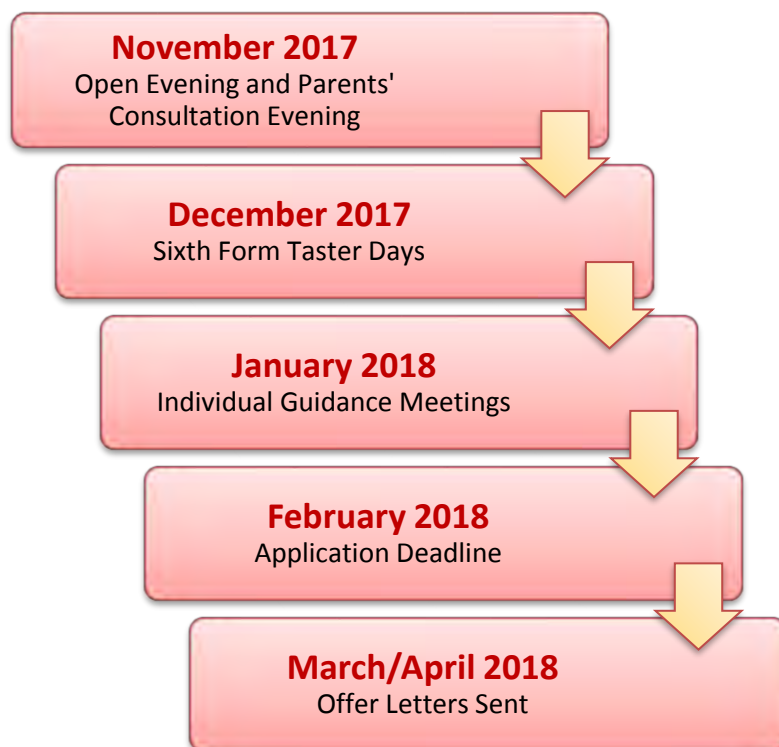 November 2017
Open Evening and Parents'
Consultation Evening
December 2017
Sixth Form Taster Days
January 2018
Individual Guidance Meetings
February 2018
Application Deadline
March/April 2018
Offer Letters Sent